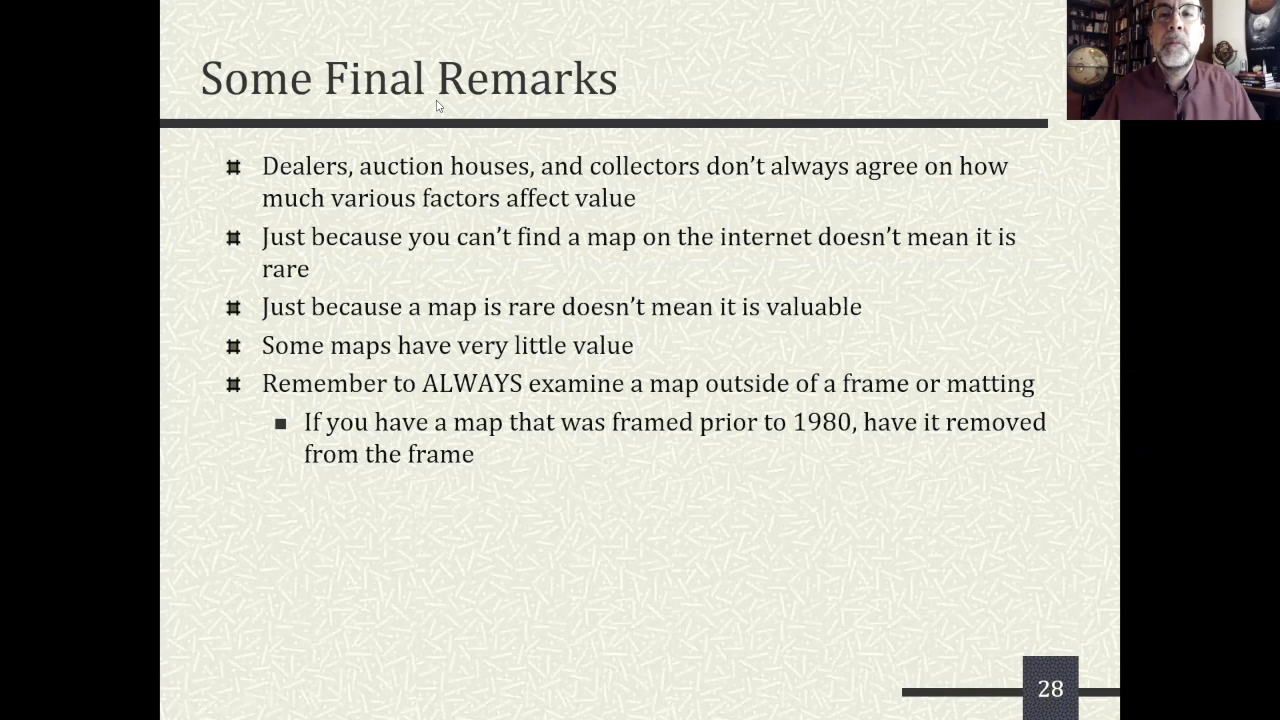 Some Final Remarks
Dealers, auction houses, and collectors don’t always agree on how
much various factors affect value
Just because you can’t find a map on the internet doesn’t mean it is
rare
Just because a map is rare doesn’t mean it is valuable
Some maps have very little value
Remember to ALWAYS examine a map outside of a frame or matting
If you have a map that was framed prior to 1980, have it removed
from the frame
28